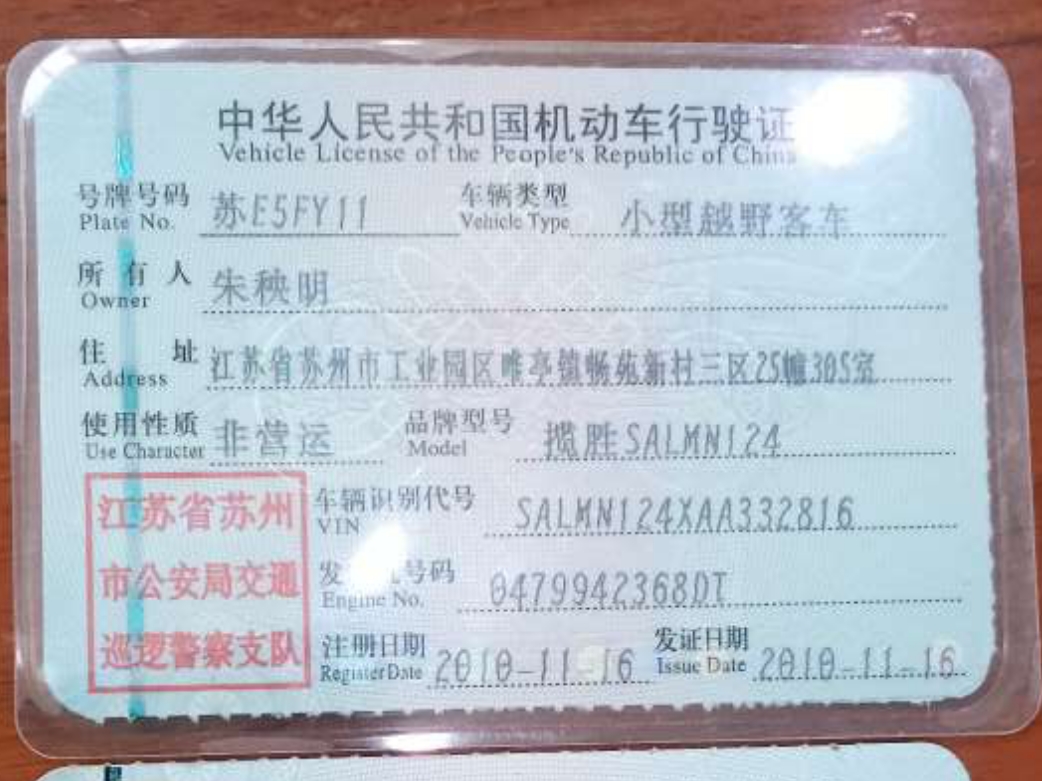 中华人民共和国机动车行驶证
Vehicle License of the People's Republic of China
号牌号码 苏E5FY11 车辆类型 小型越野客车
Plate No. Vehicle Type
所有人 朱秧明
Owner
住址 江苏省苏州市工业园区唯亭镇畅苑新村三区25幢305室
Address
使用性质 非营运 品牌型号 揽胜SALMN124
Use Character Model
江苏省苏州 车辆识别代号 SALMN124XAA332816
VIN
市公安局交通 发 号码 0479942368DT
Engine No.
巡逻警察支队 注册日期 2010-11-16 发证日期 2010-11-16
Register Date Issue Date